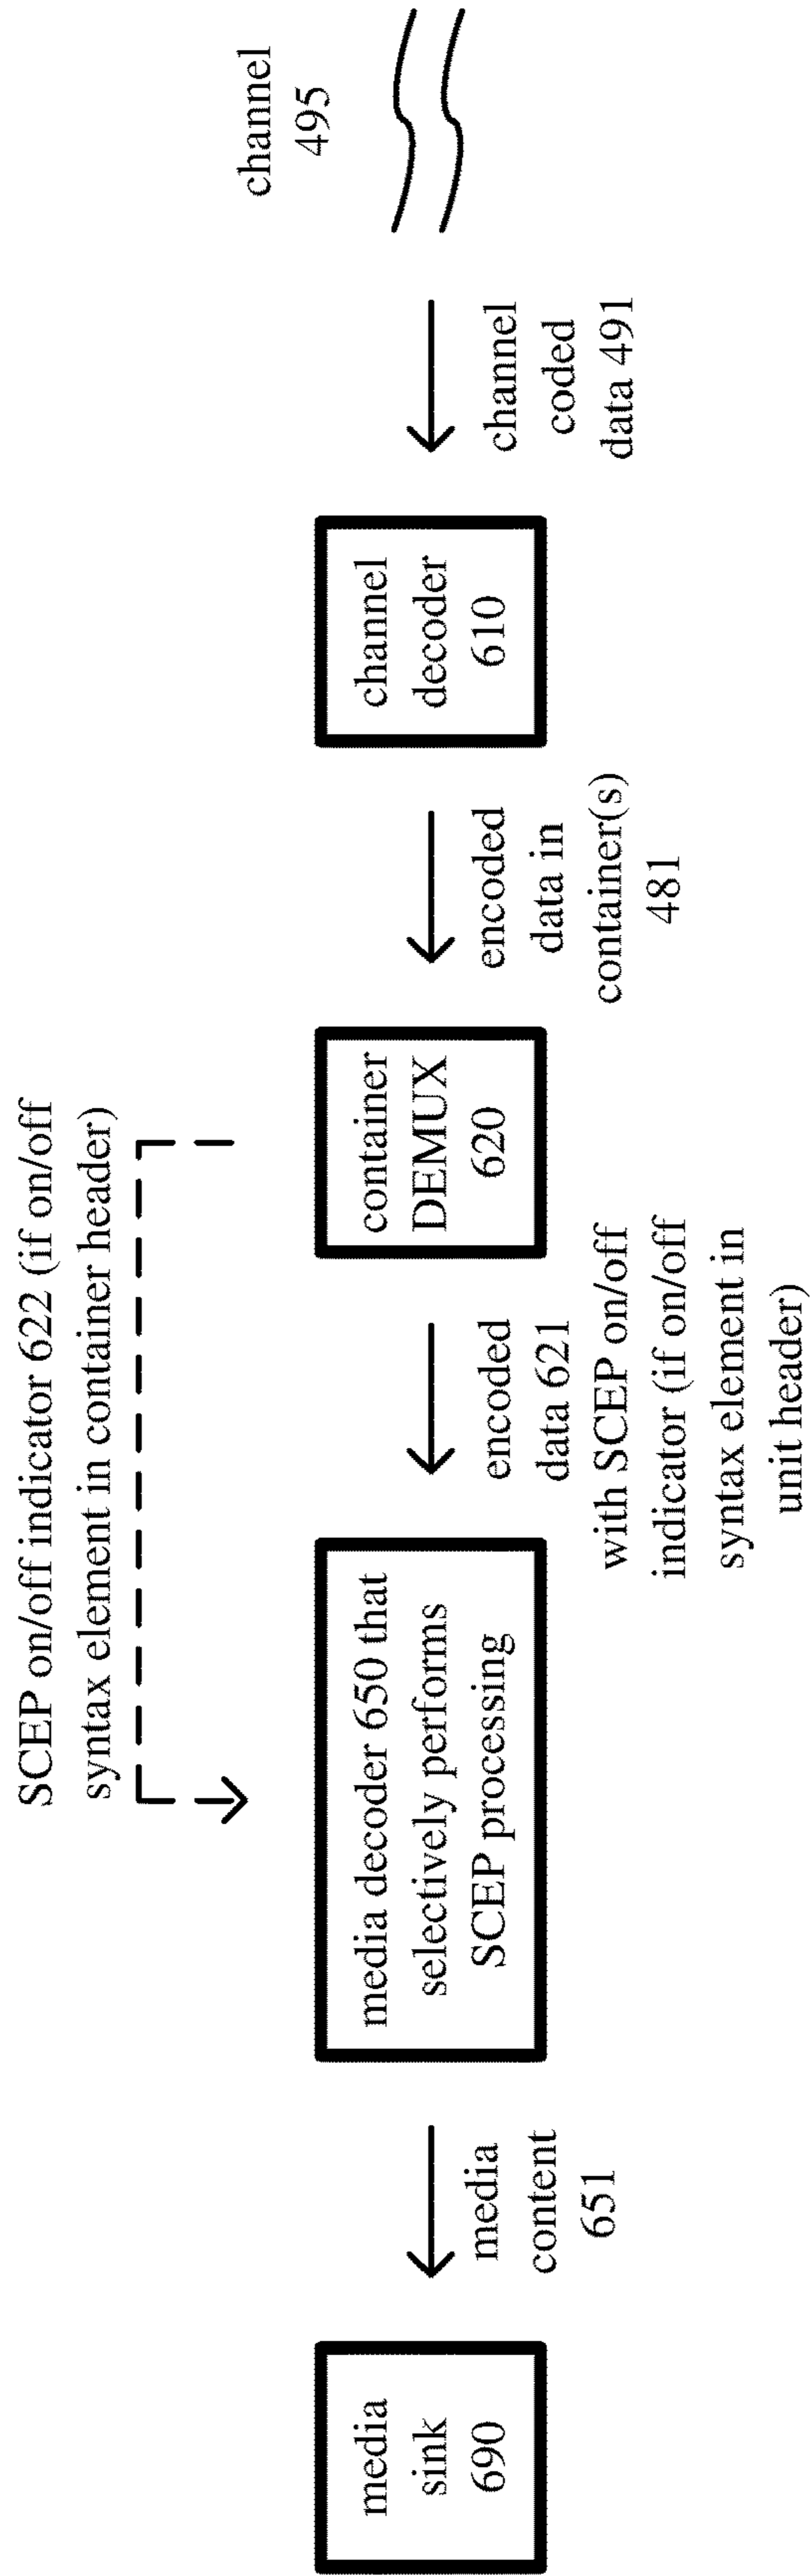 SCEP on/off indicator 622 (if on/off
syntax element in container header)
media
sink
690
media
content
651
media decoder 650 that
selectively performs
SCEP processing
encoded
data 621
with SCEP on/off
indicator (if on/off
syntax element in
unit header)
container
DEMUX
620
encoded
data in
container(s)
481
channel
decoder
610
channel
coded
data 491
channel
495